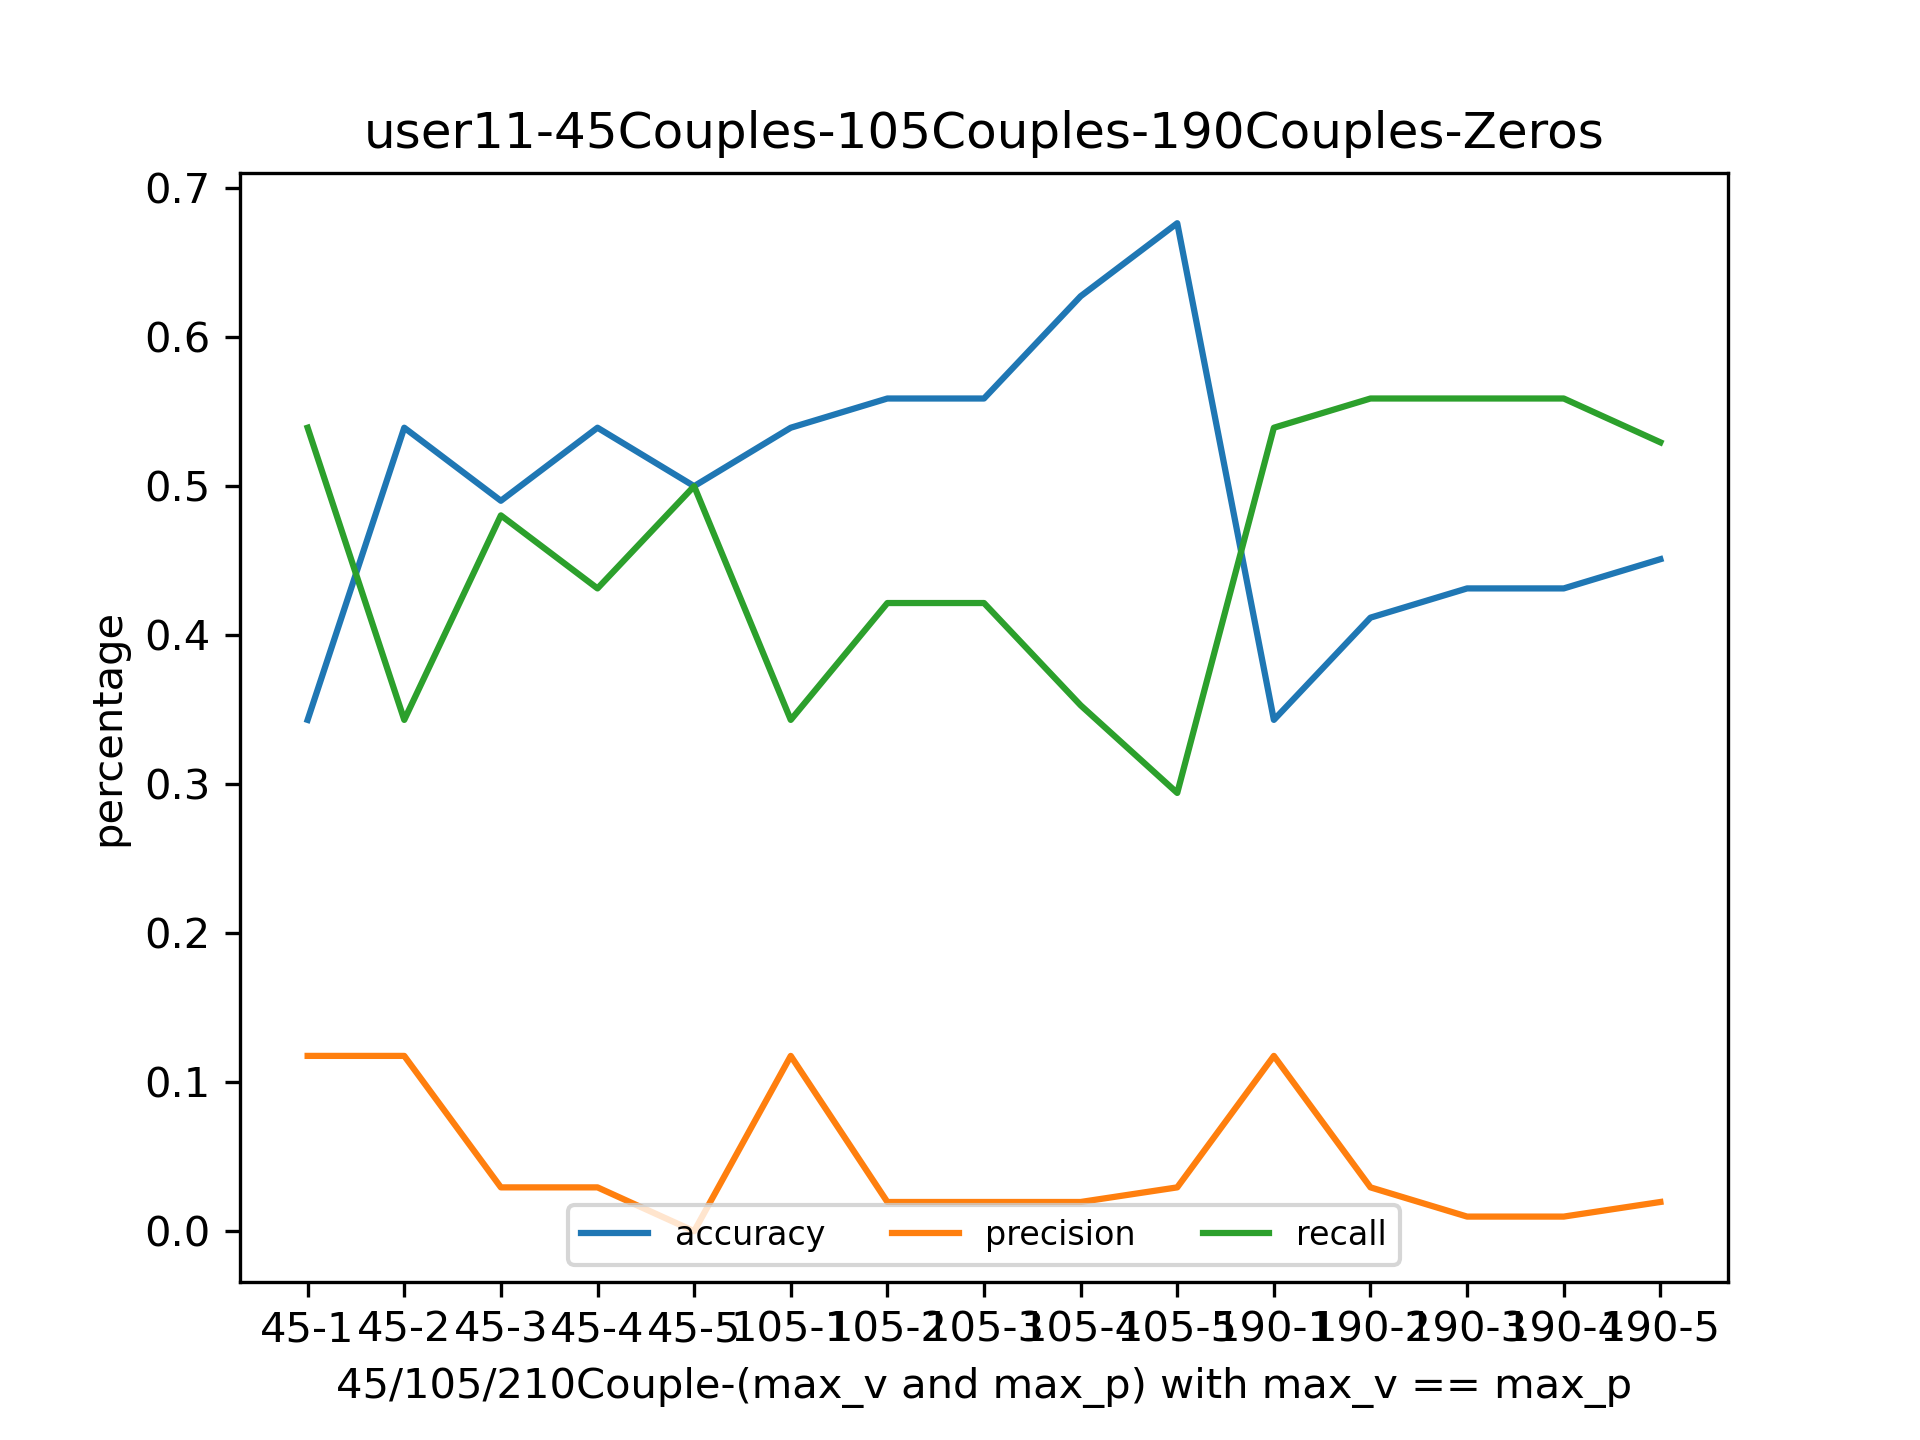 user11-45Couples-105Couples-190Couples-Zeros
0.7
0.6
0.5
0.4
0.3
0.2
0.1
0.0
percentage
accuracy precision recall
45-1 45-2 45-3 45-4 45-5 105-1 105-2 105-3 105-4 105-5 190-1 190-2 190-3 190-4 190-5
45/105/210Couple-(max_v and max_p) with max_v == max_p